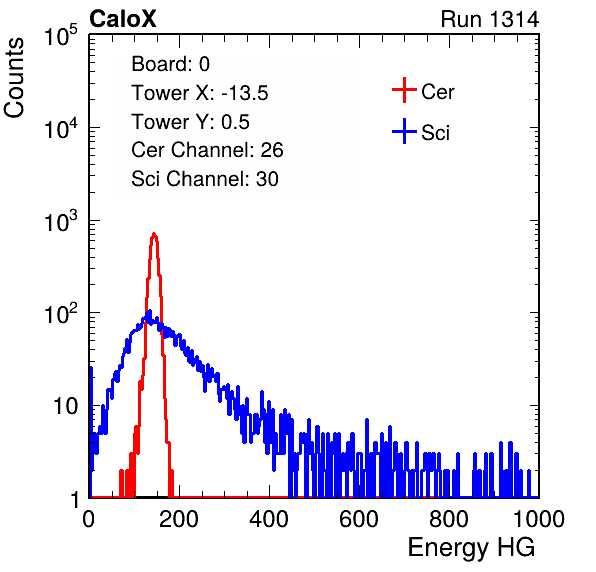 CaloX Run 1314
Counts
Board: 0
Tower X: -13.5
Tower Y: 0.5
Cer Channel: 26
Sci Channel: 30
Cer
Sci
10^5
10^4
10^3
10^2
10
1
0 200 400 600 800 1000
Energy HG